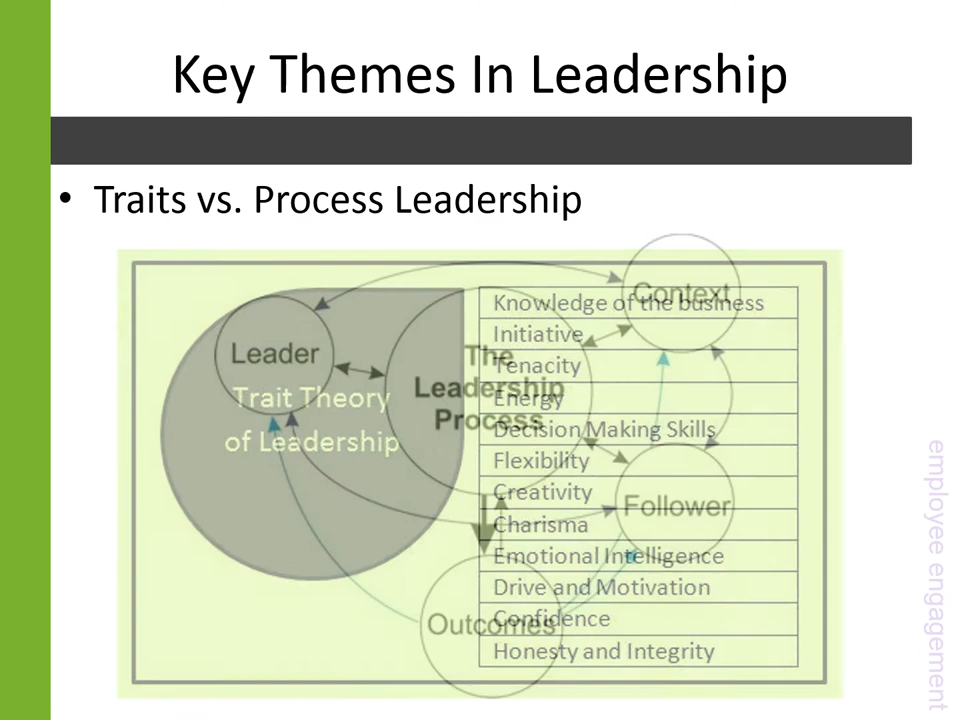 Key Themes In Leadership
• Traits vs. Process Leadership
Context
Leader
The
Leadership
Process
Trait Theory
of Leadership
Follower
Outcomes
Knowledge of the business
Initiative
Tenacity
Energy
Decision Making Skills
Flexibility
Creativity
Charisma
Emotional Intelligence
Drive and Motivation
Confidence
Honesty and Integrity
employee engagement